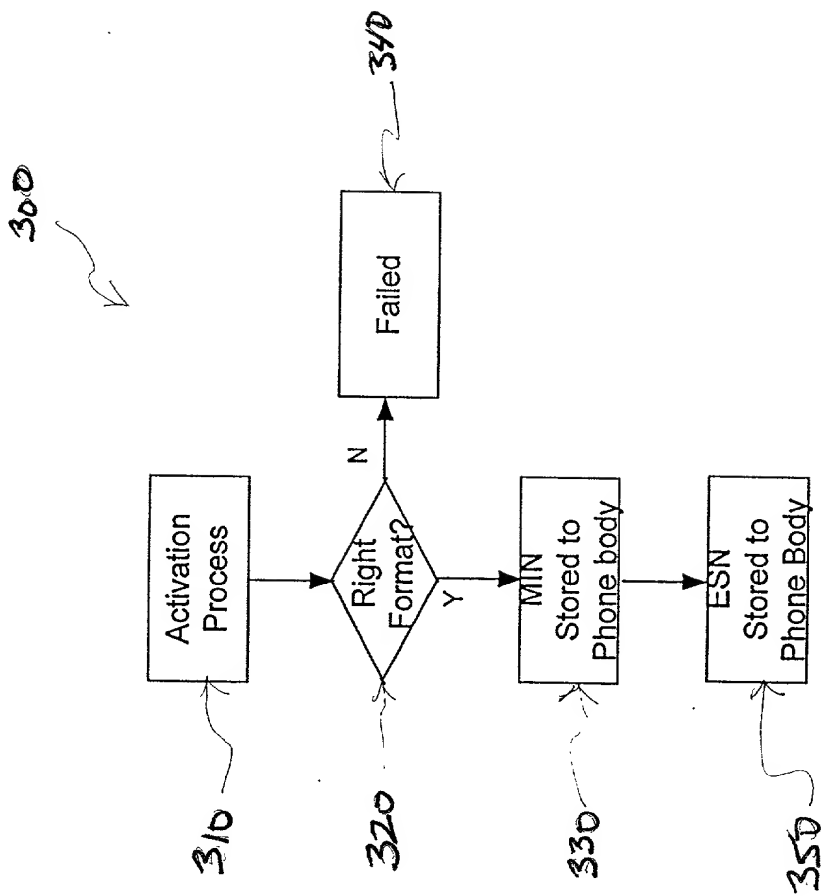 300
310
Activation
Process
320
Right
Format?
N
340
Failed
Y
330
MIN
Stored to
Phone body
350
ESN
Stored to
Phone Body